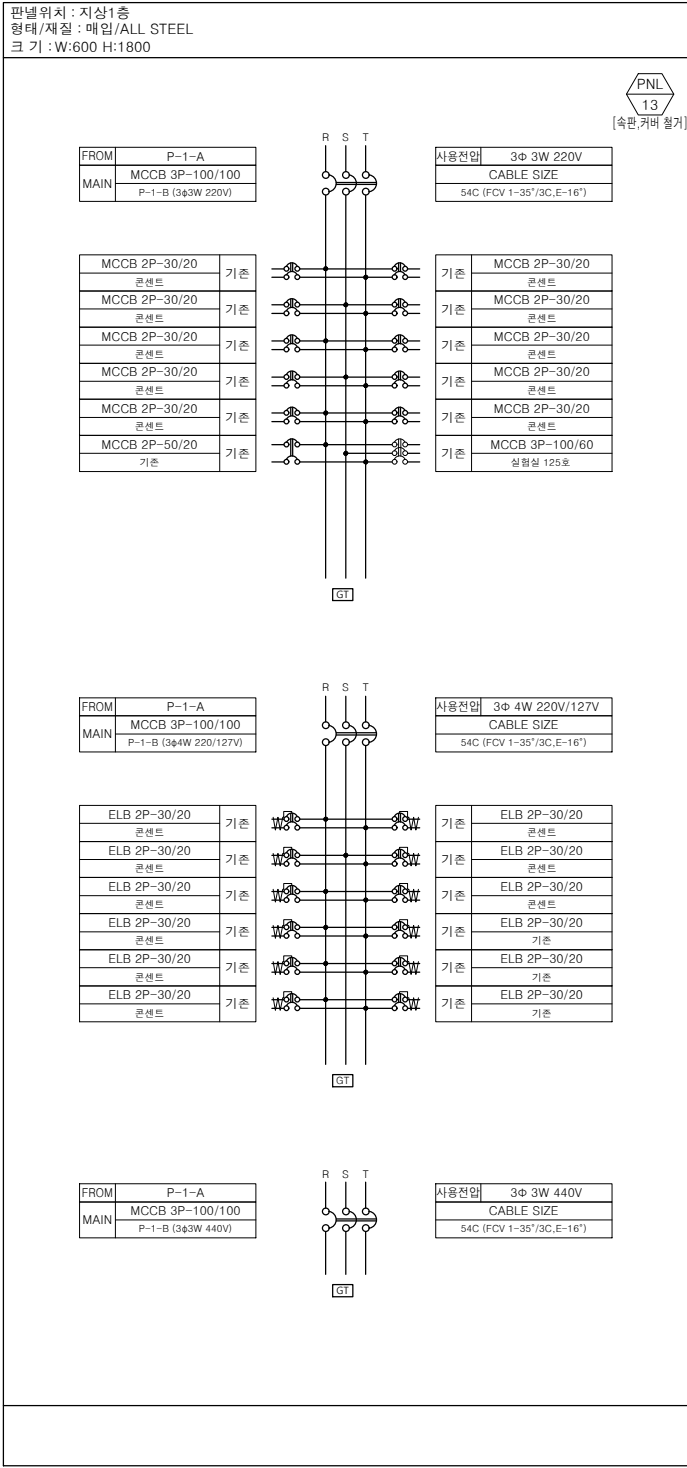 판넬위치 : 지상1층
형태/재질 : 매입/ALL STEEL
크 기 : W:600 H:1800
PNL
13
[속판,커버 철거]
R S T
FROM P-1-A
MAIN MCCB 3P-100/100
P-1-B (3ϕ3W 220V)
사용전압 3Φ 3W 220V
CABLE SIZE
54C (FCV 1-35°/3C,E-16°)
MCCB 2P-30/20 기존 기존 MCCB 2P-30/20
콘센트 콘센트
MCCB 2P-30/20 기존 기존 MCCB 2P-30/20
콘센트 콘센트
MCCB 2P-30/20 기존 기존 MCCB 2P-30/20
콘센트 콘센트
MCCB 2P-30/20 기존 기존 MCCB 2P-30/20
콘센트 콘센트
MCCB 2P-30/20 기존 기존 MCCB 2P-30/20
콘센트 콘센트
MCCB 2P-50/20 기존 기존 MCCB 3P-100/60
기존 실험실 125호
GT
R S T
FROM P-1-A
MAIN MCCB 3P-100/100
P-1-B (3ϕ4W 220/127V)
사용전압 3Φ 4W 220V/127V
CABLE SIZE
54C (FCV 1-35°/3C,E-16°)
ELB 2P-30/20 기존 기존 ELB 2P-30/20
콘센트 콘센트
ELB 2P-30/20 기존 기존 ELB 2P-30/20
콘센트 콘센트
ELB 2P-30/20 기존 기존 ELB 2P-30/20
콘센트 콘센트
ELB 2P-30/20 기존 기존 ELB 2P-30/20
콘센트 기존
ELB 2P-30/20 기존 기존 ELB 2P-30/20
콘센트 기존
ELB 2P-30/20 기존 기존 ELB 2P-30/20
콘센트 기존
GT
R S T
FROM P-1-A
MAIN MCCB 3P-100/100
P-1-B (3ϕ3W 440V)
사용전압 3Φ 3W 440V
CABLE SIZE
54C (FCV 1-35°/3C,E-16°)
GT